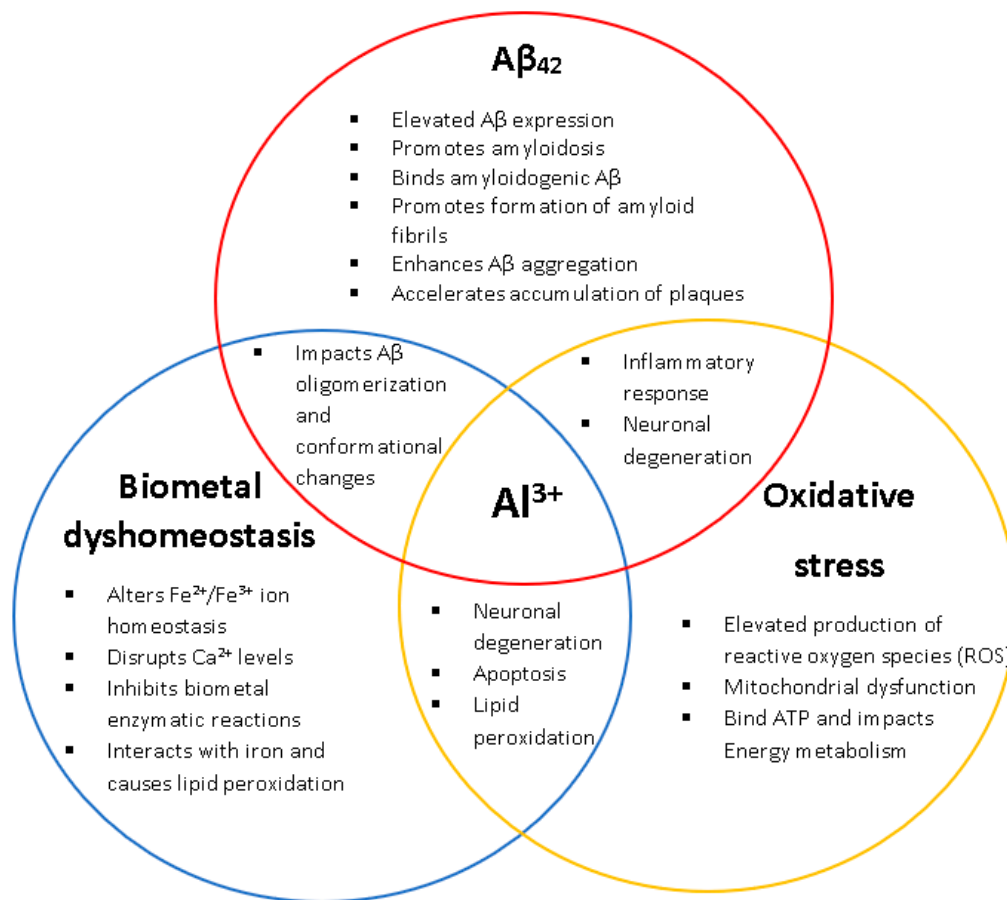 Aβ₄₂
▪ Elevated Aβ expression
▪ Promotes amyloidosis
▪ Binds amyloidogenic Aβ
▪ Promotes formation of amyloid
fibrils
▪ Enhances Aβ aggregation
▪ Accelerates accumulation of plaques
▪ Impacts Aβ
oligomerization
and
conformational
changes
▪ Inflammatory
response
▪ Neuronal
degeneration
Al³⁺
Biometal
dyshomeostasis
▪ Alters Fe²⁺/Fe³⁺ ion
homeostasis
▪ Disrupts Ca²⁺ levels
▪ Inhibits biometal
enzymatic reactions
▪ Interacts with iron and
causes lipid peroxidation
▪ Neuronal
degeneration
▪ Apoptosis
▪ Lipid
peroxidation
Oxidative
stress
▪ Elevated production of
reactive oxygen species (ROS)
▪ Mitochondrial dysfunction
▪ Bind ATP and impacts
Energy metabolism